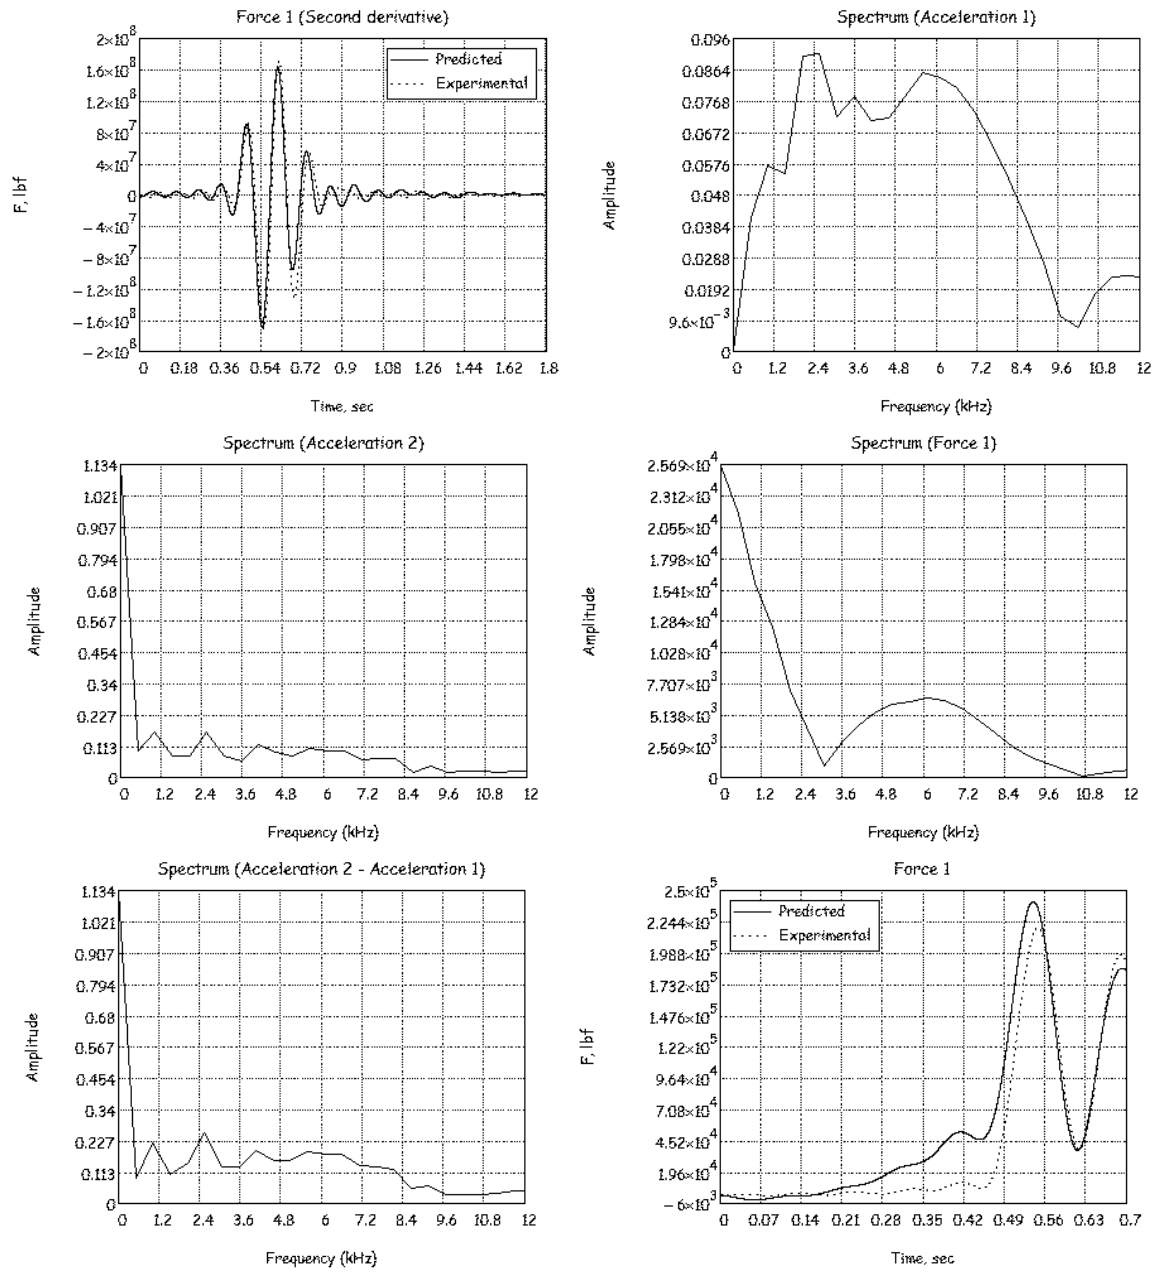 Force 1 (Second derivative)
2×10^8
1.6×10^8
1.2×10^8
8×10^7
4×10^7
0
−4×10^7
−8×10^7
−1.2×10^8
−1.6×10^8
−2×10^8
F, lbf
Predicted
Experimental
0 0.18 0.36 0.54 0.72 0.9 1.08 1.26 1.44 1.62 1.8
Time, sec
Spectrum (Acceleration 1)
0.096
0.0864
0.0768
0.0672
0.0576
0.048
0.0384
0.0288
0.0192
9.6×10^−3
0
Amplitude
0 1.2 2.4 3.6 4.8 6 7.2 8.4 9.6 10.8 12
Frequency (kHz)
Spectrum (Acceleration 2)
1.134
1.021
0.907
0.794
0.68
0.567
0.454
0.34
0.227
0.113
0
Amplitude
0 1.2 2.4 3.6 4.8 6 7.2 8.4 9.6 10.8 12
Frequency (kHz)
Spectrum (Force 1)
2.569×10^4
2.312×10^4
2.055×10^4
1.798×10^4
1.541×10^4
1.284×10^4
1.028×10^4
7.707×10^3
5.138×10^3
2.569×10^3
0
Amplitude
0 1.2 2.4 3.6 4.8 6 7.2 8.4 9.6 10.8 12
Frequency (kHz)
Spectrum (Acceleration 2 - Acceleration 1)
1.134
1.021
0.907
0.794
0.68
0.567
0.454
0.34
0.227
0.113
0
Amplitude
0 1.2 2.4 3.6 4.8 6 7.2 8.4 9.6 10.8 12
Frequency (kHz)
Force 1
2.5×10^5
2.244×10^5
1.988×10^5
1.732×10^5
1.476×10^5
1.22×10^5
9.64×10^4
7.08×10^4
4.52×10^4
1.96×10^4
−6×10^3
F, lbf
Predicted
Experimental
0 0.07 0.14 0.21 0.28 0.35 0.42 0.49 0.56 0.63 0.7
Time, sec